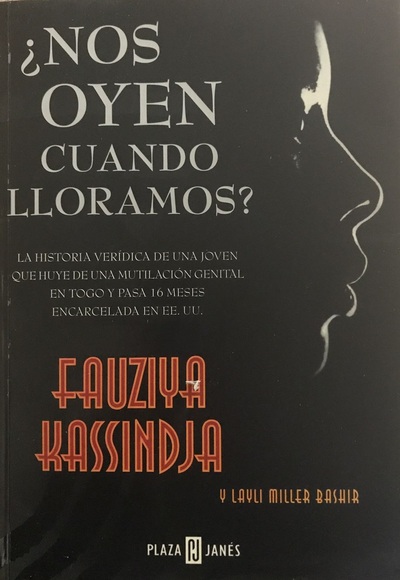 ¿NOS
OYEN
CUANDO
LLORAMOS?
LA HISTORIA VERÍDICA DE UNA JOVEN
QUE HUYE DE UNA MUTILACIÓN GENITAL
EN TOGO Y PASA 16 MESES
ENCARCELADA EN EE. UU.
FAUZIYA
KASSINDJA
Y LAYLI MILLER BASHIR
PLAZA PJ JANÉS